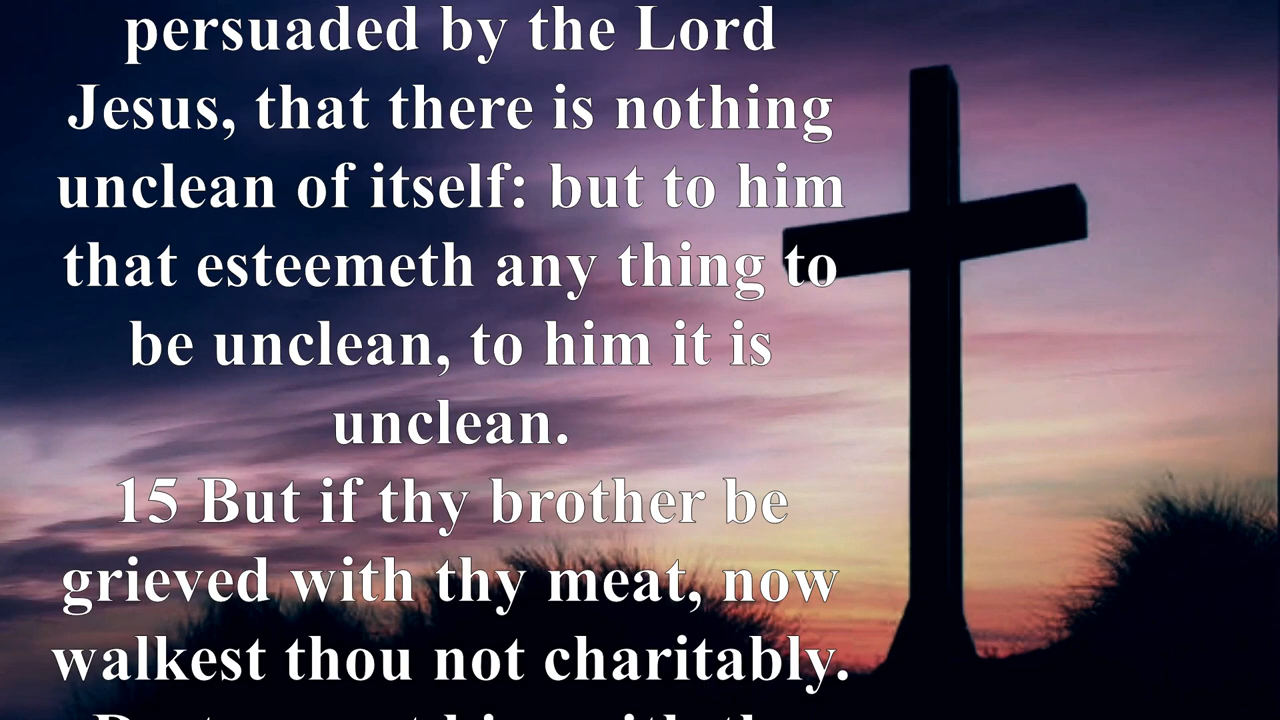 persuaded by the Lord
Jesus, that there is nothing
unclean of itself: but to him
that esteemeth any thing to
be unclean, to him it is
unclean.
15 But if thy brother be
grieved with thy meat, now
walkest thou not charitably.